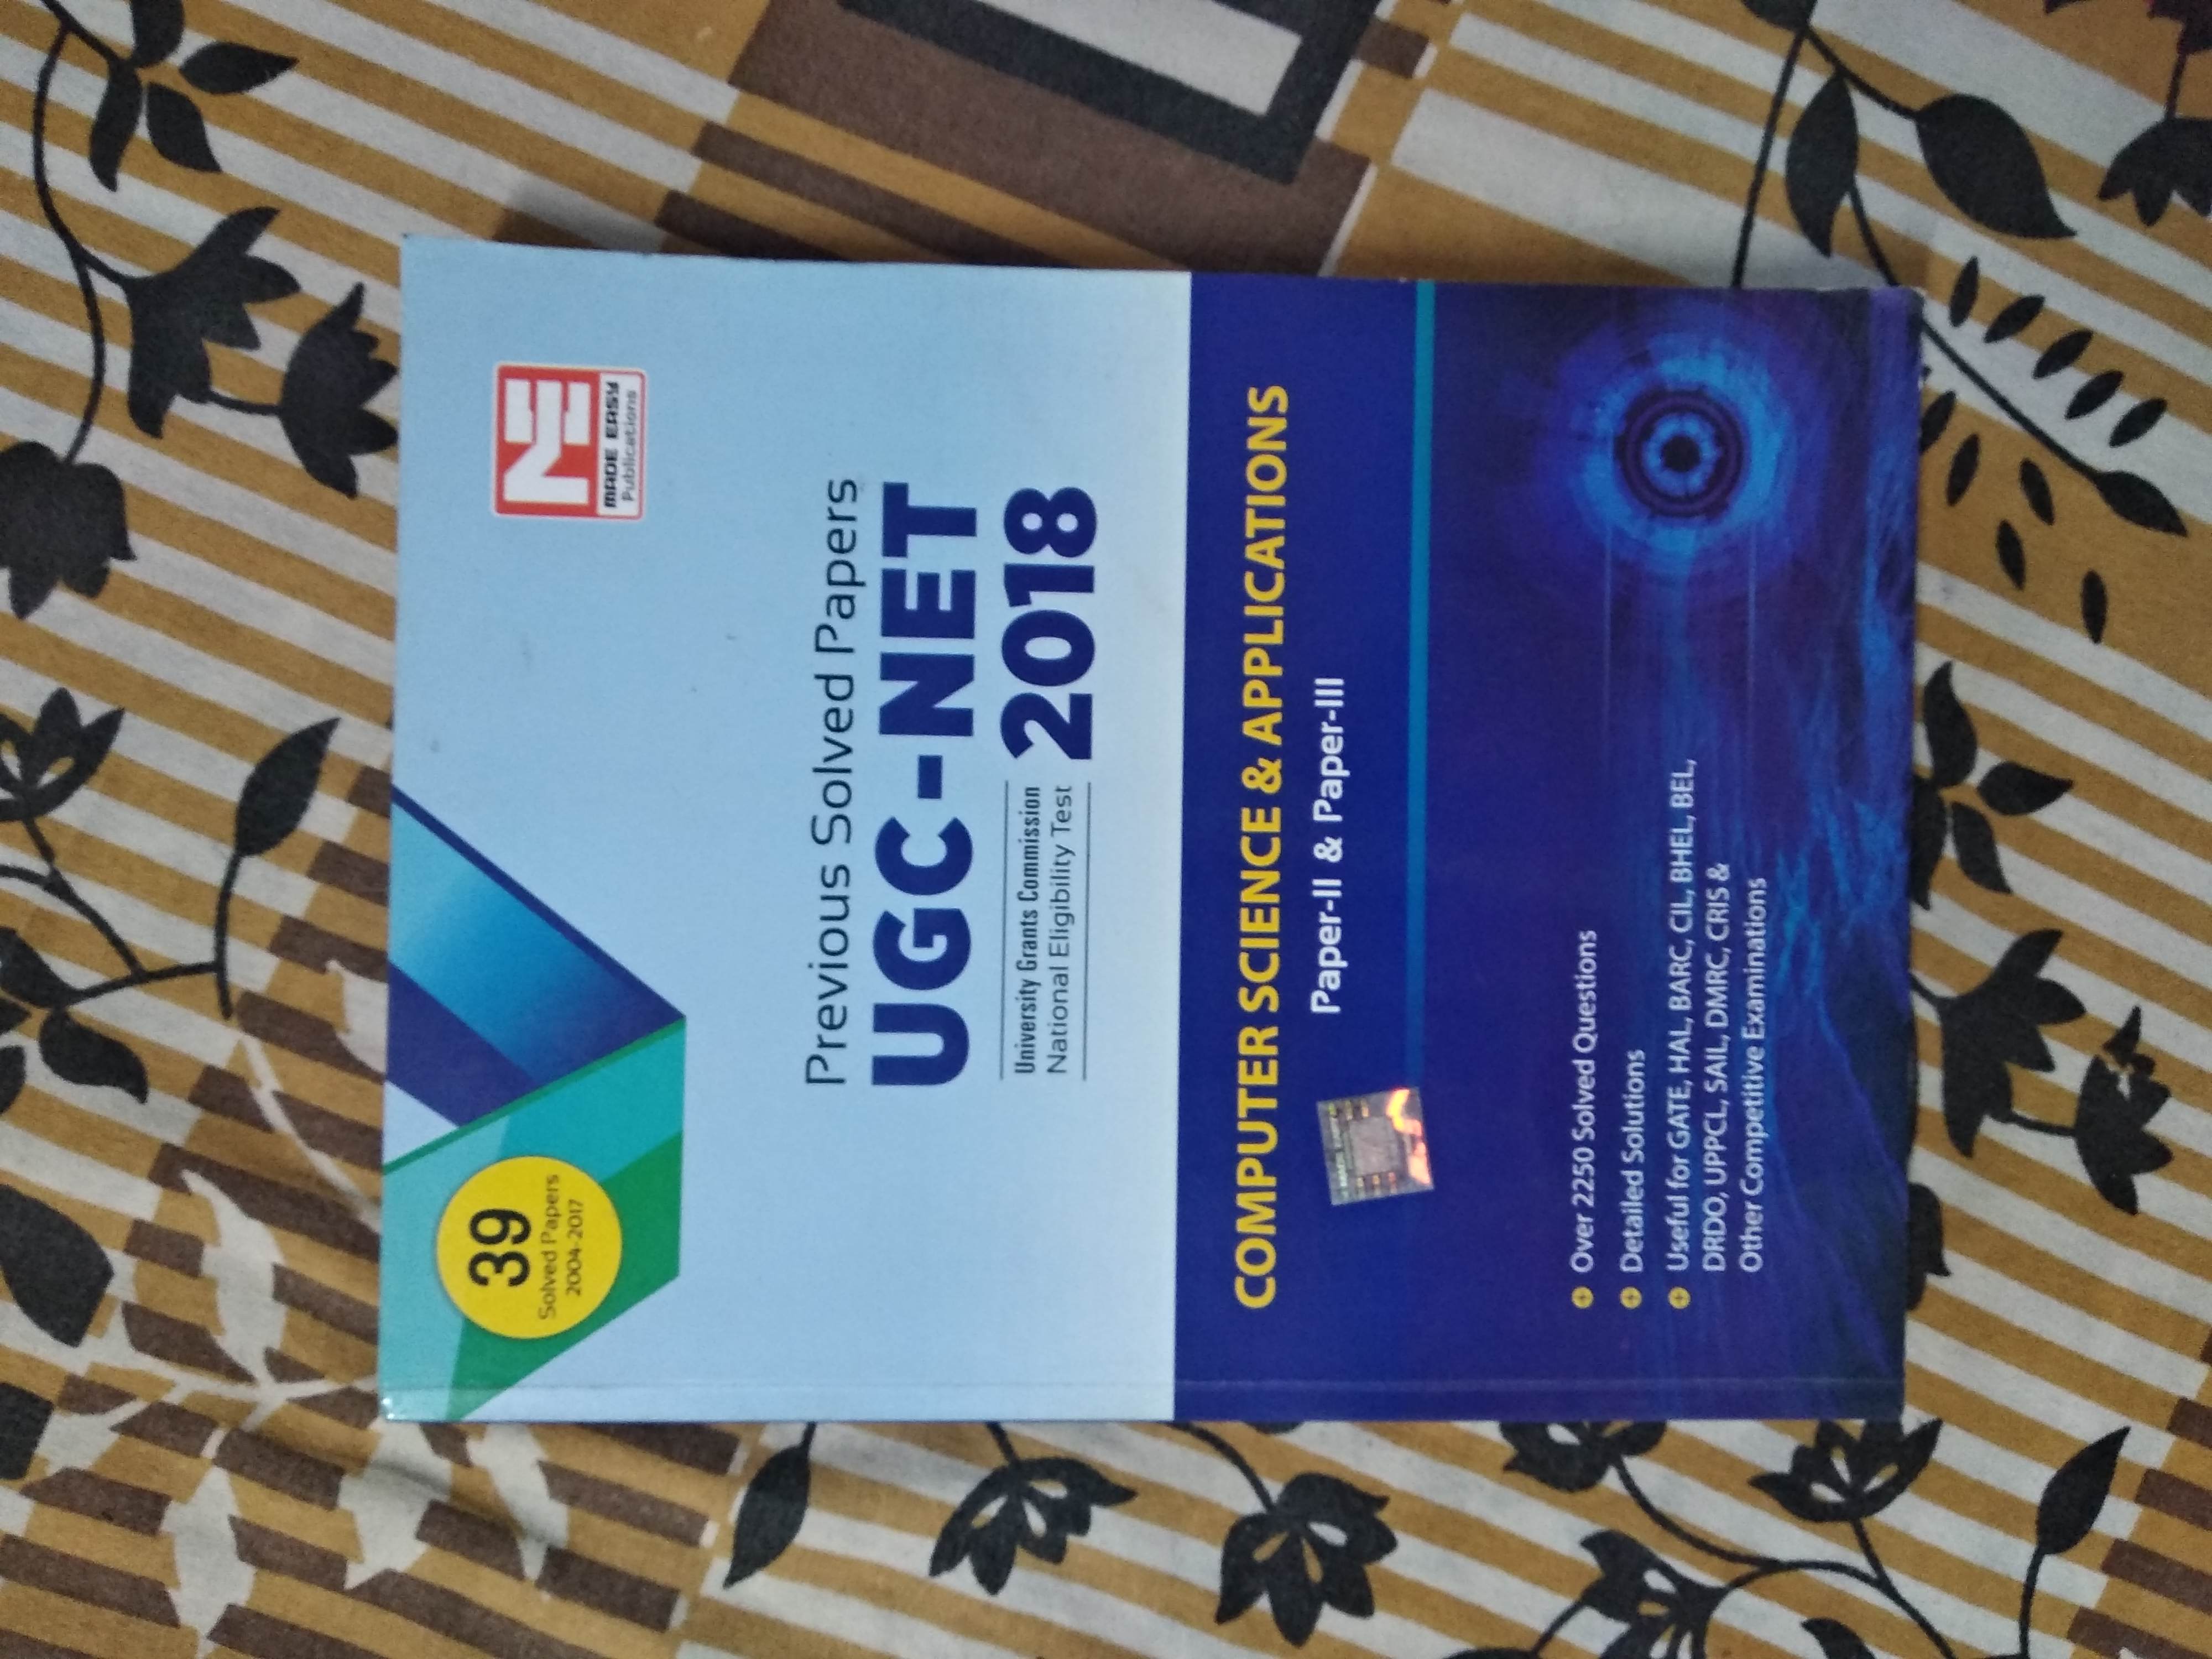 39
Solved Papers
2004-2017
MADE EASY
Publications
Previous Solved Papers
UGC-NET
University Grants Commission
National Eligibility Test
2018
COMPUTER SCIENCE & APPLICATIONS
Paper-II & Paper-III
Over 2250 Solved Questions
Detailed Solutions
Useful for GATE, HAL, BARC, CIL, BHEL, BEL,
DRDO, UPPCL, SAIL, DMRC, CRIS &
Other Competitive Examinations